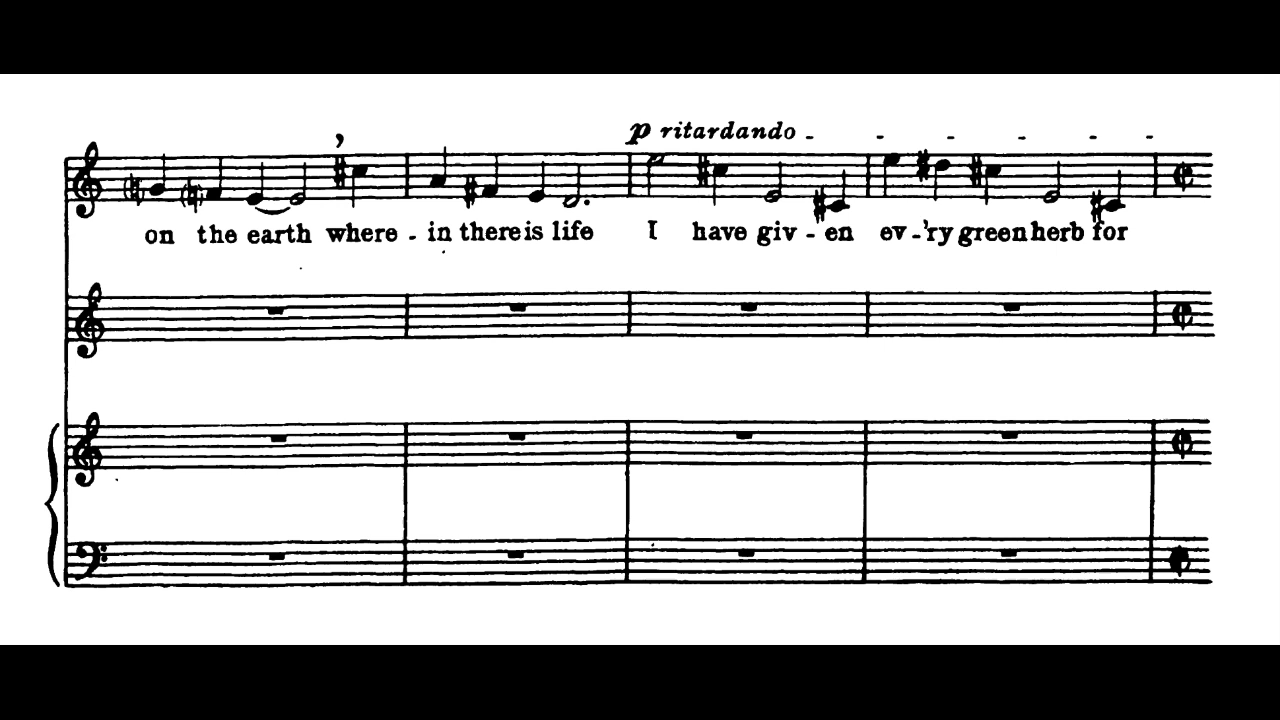 p ritardando - - - - - -
on the earth where - in there is life I have giv - en ev - 'ry green herb for